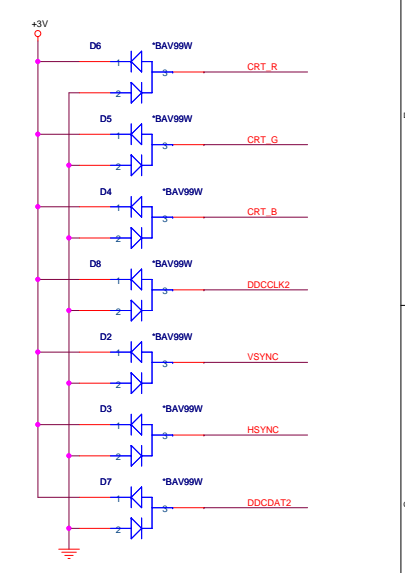 +3V
D6 *BAV99W
1
CRT_R
3
2
D5 *BAV99W
1
CRT_G
3
2
D4 *BAV99W
1
CRT_B
3
2
D8 *BAV99W
1
DDCCLK2
3
2
D2 *BAV99W
1
VSYNC
3
2
D3 *BAV99W
1
HSYNC
3
2
D7 *BAV99W
1
DDCDAT2
3
2